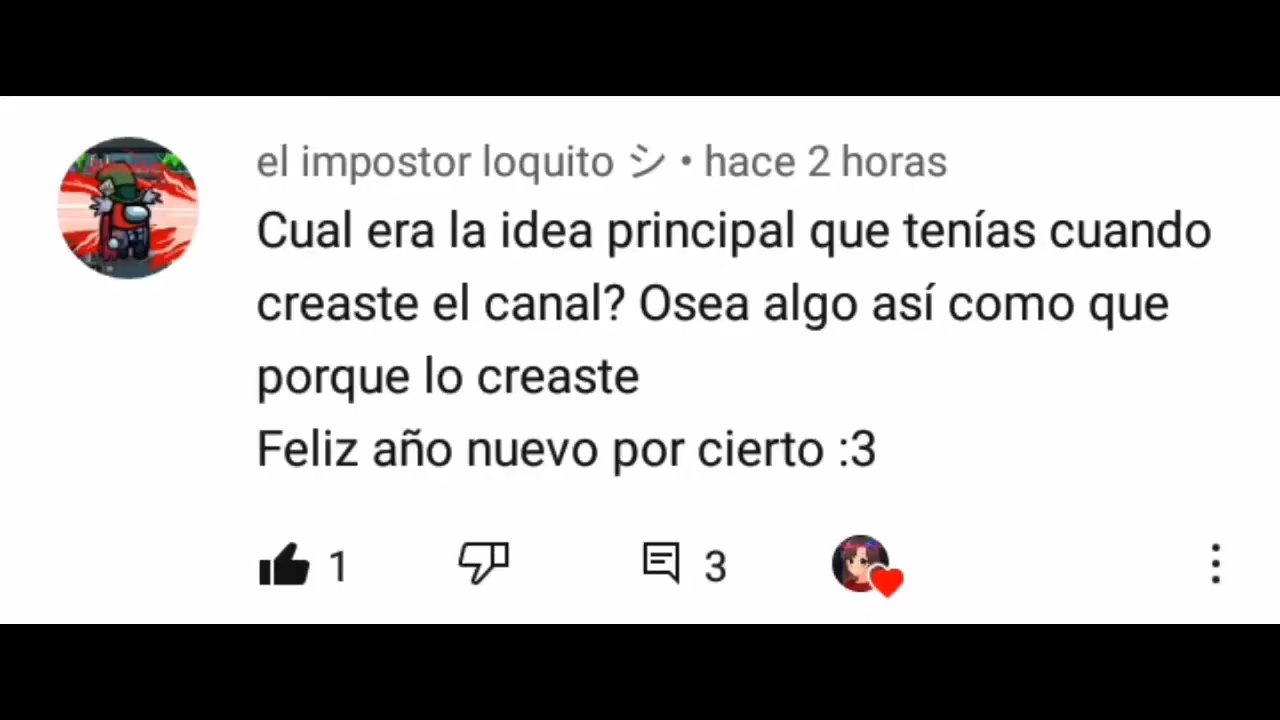 el impostor loquito シ • hace 2 horas
Cual era la idea principal que tenías cuando
creaste el canal? Osea algo así como que
porque lo creaste
Feliz año nuevo por cierto :3
1 3